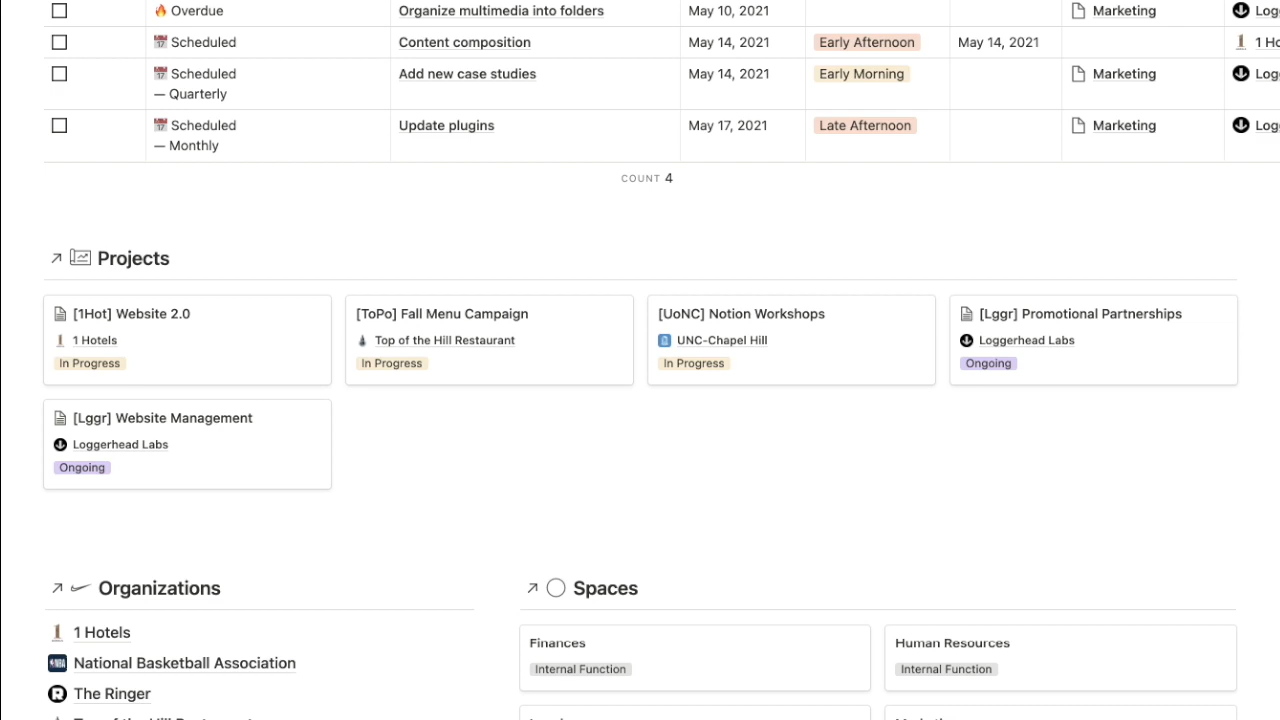 🔥 Overdue Organize multimedia into folders May 10, 2021 Marketing
📅 Scheduled Content composition May 14, 2021 Early Afternoon May 14, 2021
📅 Scheduled Add new case studies May 14, 2021 Early Morning Marketing
— Quarterly
📅 Scheduled Update plugins May 17, 2021 Late Afternoon Marketing
— Monthly
COUNT 4
Projects
[1Hot] Website 2.0
1 Hotels
In Progress
[ToPo] Fall Menu Campaign
Top of the Hill Restaurant
In Progress
[UoNC] Notion Workshops
UNC-Chapel Hill
In Progress
[Lggr] Promotional Partnerships
Loggerhead Labs
Ongoing
[Lggr] Website Management
Loggerhead Labs
Ongoing
Organizations
1 Hotels
National Basketball Association
The Ringer
Spaces
Finances
Internal Function
Human Resources
Internal Function